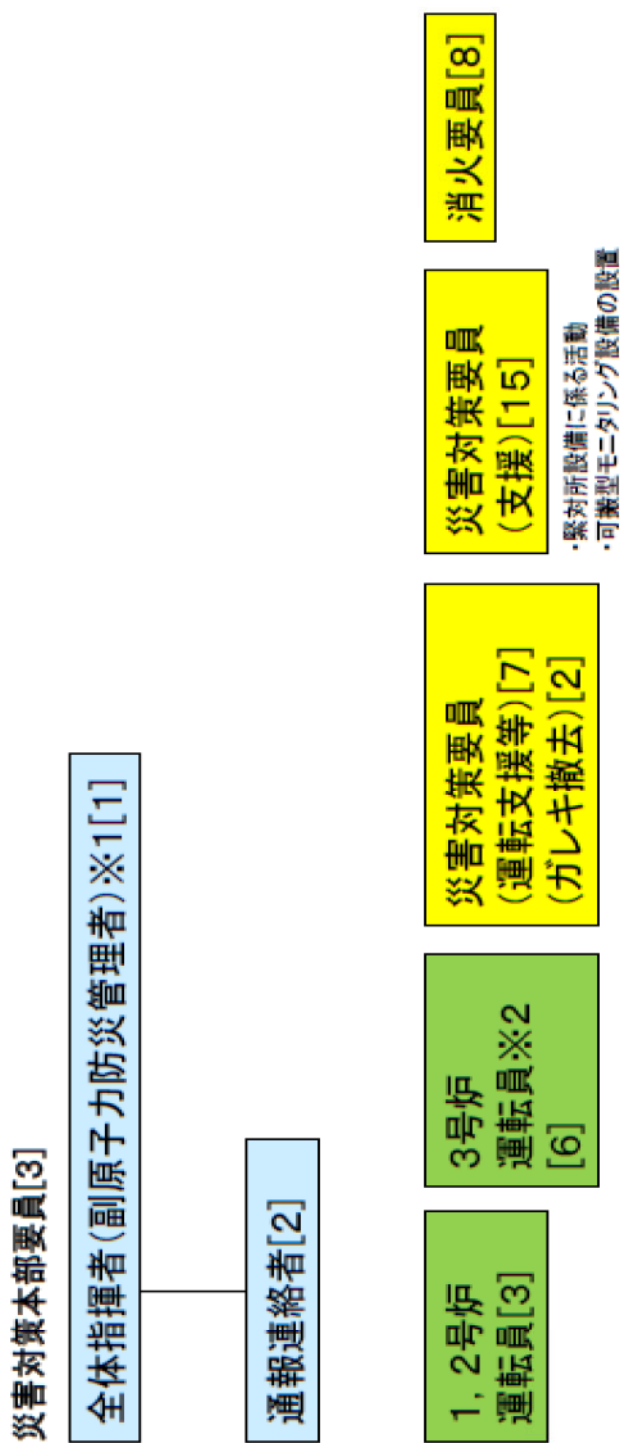 災害対策本部要員[3]
全体指揮者(副原子力防災管理者)※1[1]
通報連絡者[2]
1,2号炉
運転員[3]
3号炉
運転員※2
[6]
災害対策要員
(運転支援等)[7]
(ガレキ撤去)[2]
災害対策要員
(支援)[15]
・緊対所設備に係る活動
・可搬型モニタリング設備の設置
消火要員[8]